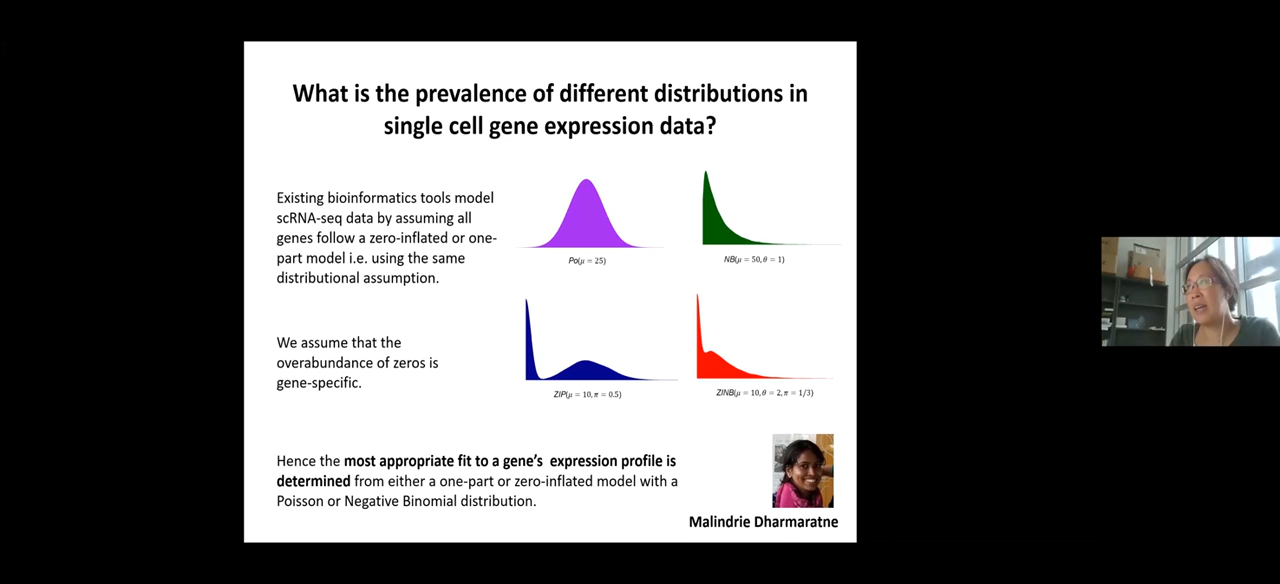 What is the prevalence of different distributions in
single cell gene expression data?
Existing bioinformatics tools model
scRNA-seq data by assuming all
genes follow a zero-inflated or one-
part model i.e. using the same
distributional assumption.
Po(μ = 25)
NB(μ = 50, θ = 1)
We assume that the
overabundance of zeros is
gene-specific.
ZIP(μ = 10, π = 0.5)
ZINB(μ = 10, θ = 2, π = 1/3)
Hence the most appropriate fit to a gene's expression profile is
determined from either a one-part or zero-inflated model with a
Poisson or Negative Binomial distribution.
Malindrie Dharmaratne